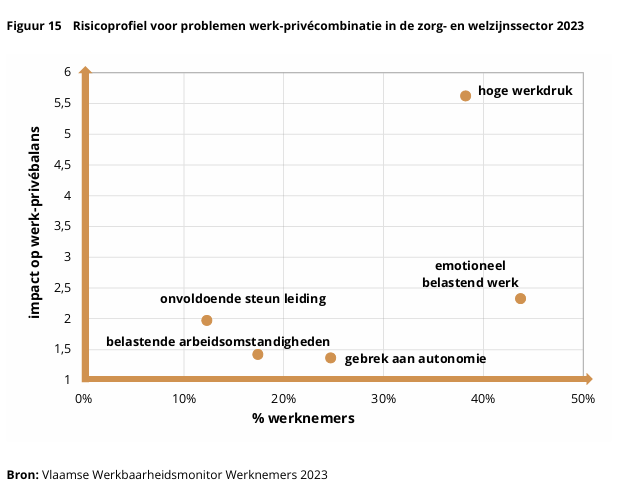 Figuur 15 Risicoprofiel voor problemen werk-privécombinatie in de zorg- en welzijnssector 2023
6
5,5
5
4,5
4
3,5
3
2,5
2
1,5
1
impact op werk-privébalans
hoge werkdruk
emotioneel
belastend werk
onvoldoende steun leiding
belastende arbeidsomstandigheden
gebrek aan autonomie
0% 10% 20% 30% 40% 50%
% werknemers
Bron: Vlaamse Werkbaarheidsmonitor Werknemers 2023